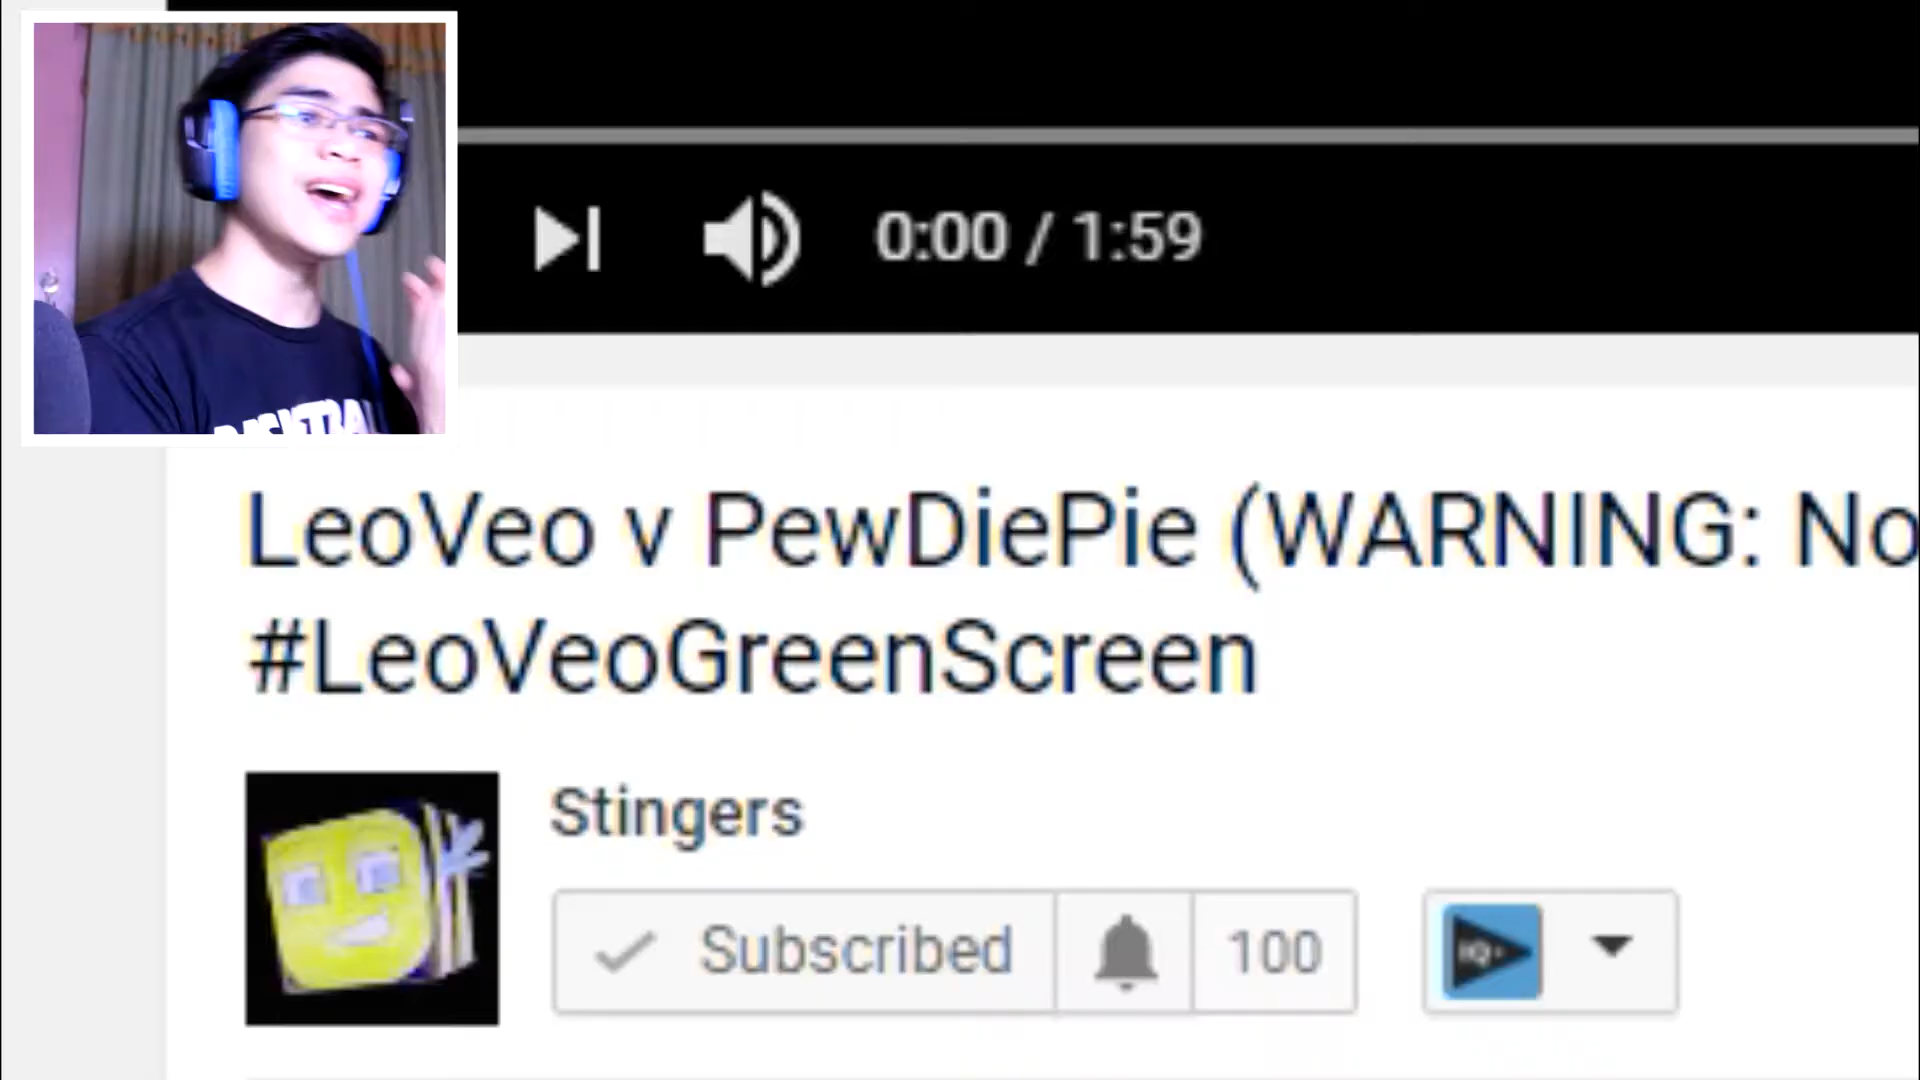 0:00 / 1:59
LeoVeo v PewDiePie (WARNING: No
#LeoVeoGreenScreen
Stingers
Subscribed 100